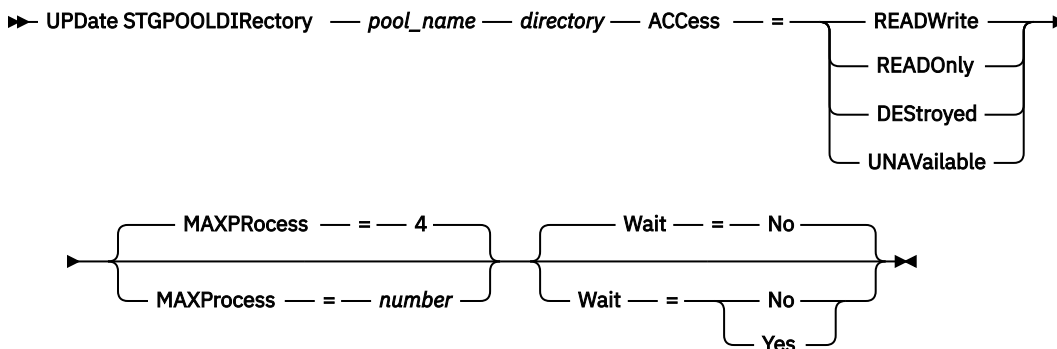 UPDate STGPOOLDIRectory pool_name directory ACCess = READWrite
READOnly
DEStroyed
UNAVailable
MAXPRocess = 4 Wait = No
MAXProcess = number Wait = No
Yes